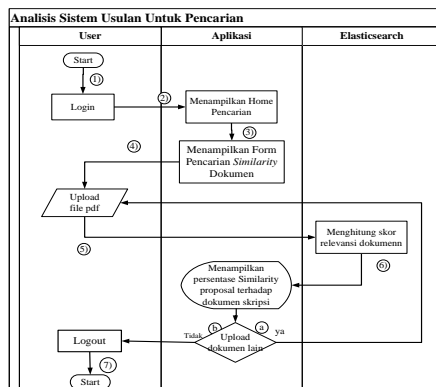 Analisis Sistem Usulan Untuk Pencarian
User
Aplikasi
Elasticsearch
Start
1)
Login
2)
Menampilkan Home
Pencarian
3)
Menampilkan Form
Pencarian Similarity
Dokumen
4)
Upload
file pdf
5)
Menghitung skor
relevansi dokumenn
6)
Menampilkan
persentase Similarity
proposal terhadap
dokumen skripsi
Upload
dokumen lain
a
ya
b
Tidak
Logout
7)
Start